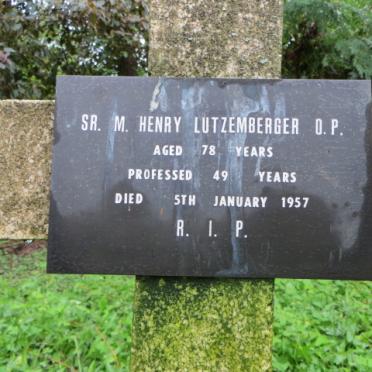 SR. M. HENRY LUTZEMBERGER O.P.
AGED 78 YEARS
PROFESSED 49 YEARS
DIED 5TH JANUARY 1957
R. I. P.